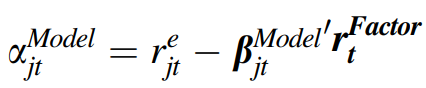 α_{jt}^{Model} = r_{jt}^{e} − β_{jt}^{Model′} r_{t}^{Factor}